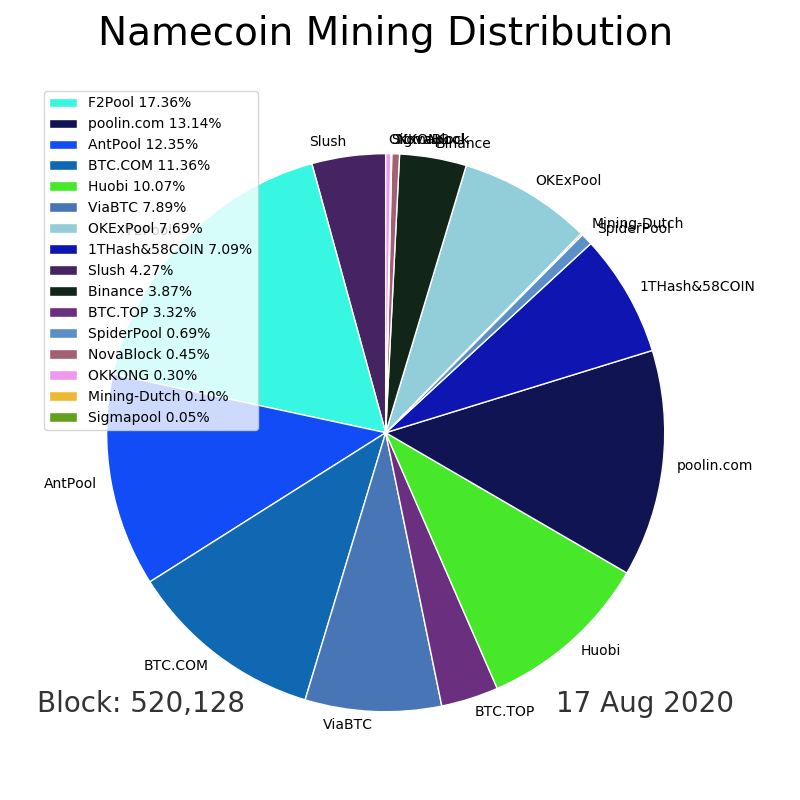 Namecoin Mining Distribution
F2Pool 17.36%
poolin.com 13.14%
AntPool 12.35%
BTC.COM 11.36%
Huobi 10.07%
ViaBTC 7.89%
OKExPool 7.69%
1THash&58COIN 7.09%
Slush 4.27%
Binance 3.87%
BTC.TOP 3.32%
SpiderPool 0.69%
NovaBlock 0.45%
OKKONG 0.30%
Mining-Dutch 0.10%
Sigmapool 0.05%
Slush
Binance
OKExPool
Mining-Dutch
SpiderPool
1THash&58COIN
poolin.com
AntPool
Huobi
BTC.COM
BTC.TOP
ViaBTC
Block: 520,128
17 Aug 2020